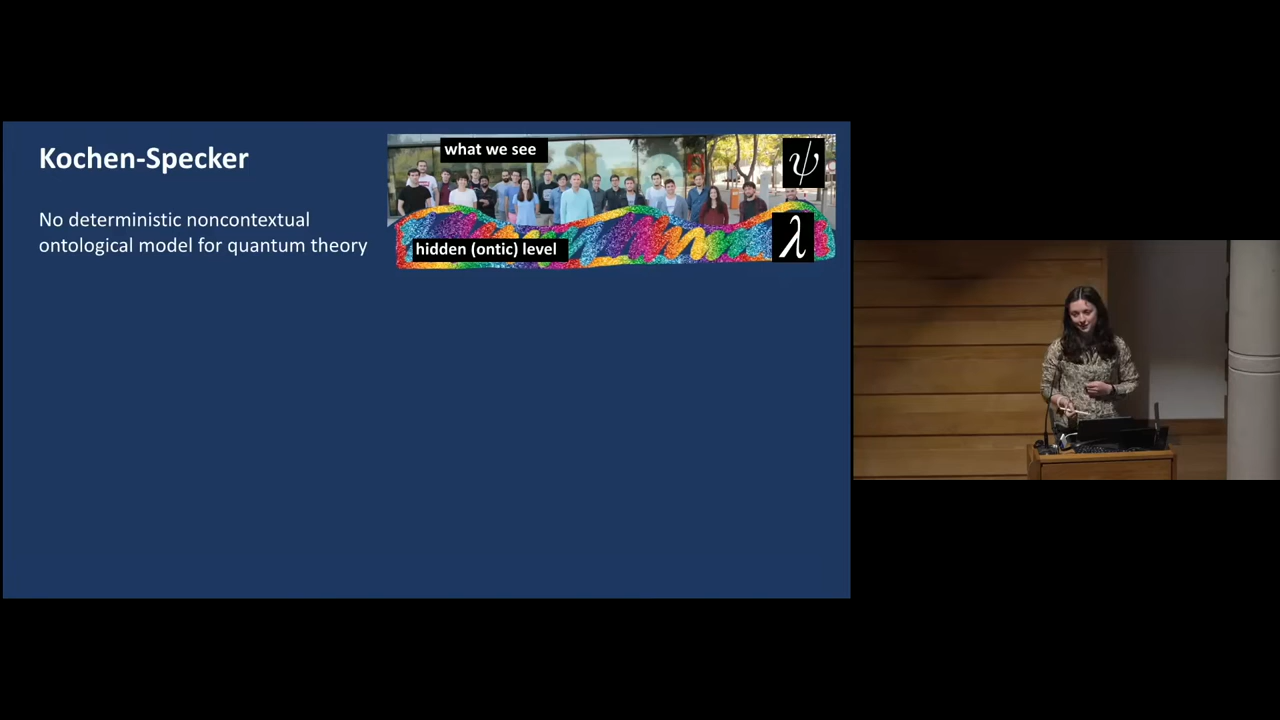 Kochen-Specker
No deterministic noncontextual
ontological model for quantum theory
what we see
ψ
hidden (ontic) level
λ